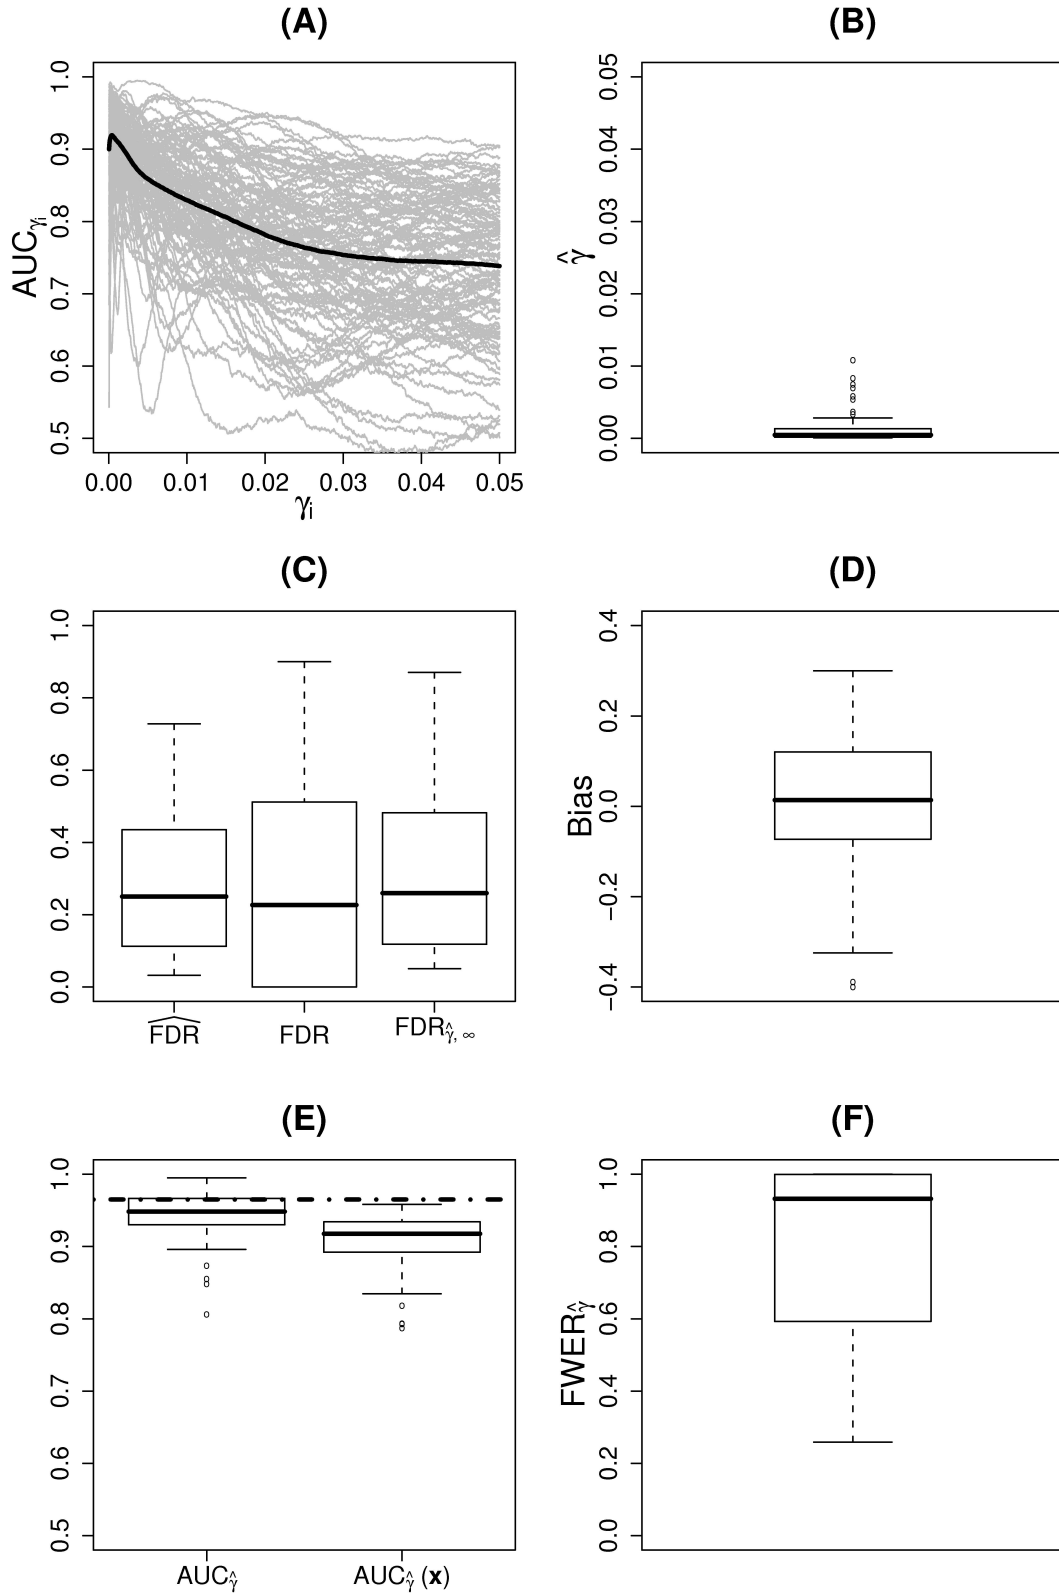 (A)
AUCγi
1.0
0.9
0.8
0.7
0.6
0.5
0.00 0.01 0.02 0.03 0.04 0.05
γi
(B)
γ̂
0.05
0.04
0.03
0.02
0.01
0.00
(C)
1.0
0.8
0.6
0.4
0.2
0.0
F͡DR FDR FDRγ̂, ∞
(D)
Bias
0.4
0.2
0.0
−0.2
−0.4
(E)
1.0
0.9
0.8
0.7
0.6
0.5
AUCγ̂ AUCγ̂ (x)
(F)
FWERγ̂
1.0
0.8
0.6
0.4
0.2
0.0